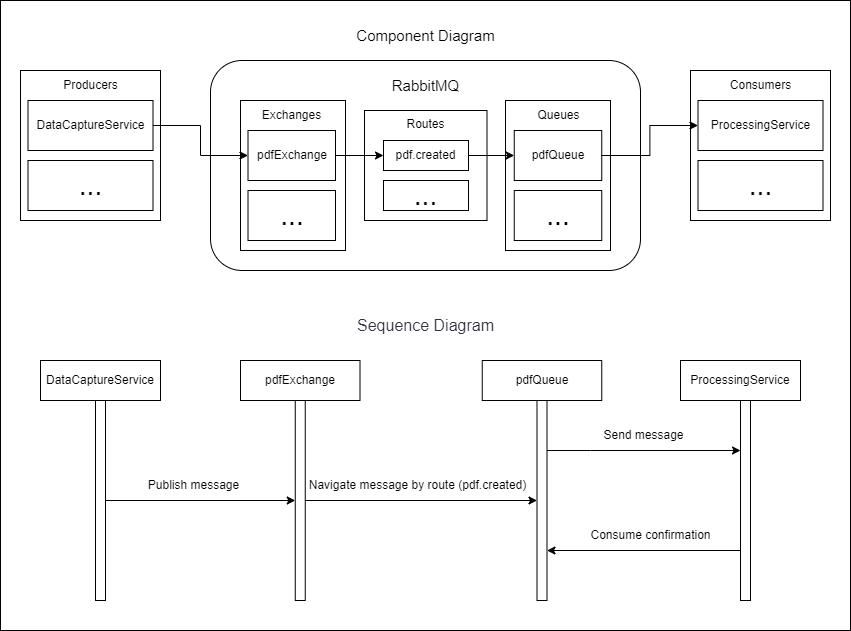 Component Diagram
Producers
DataCaptureService
...
RabbitMQ
Exchanges
pdfExchange
...
Routes
pdf.created
...
Queues
pdfQueue
...
Consumers
ProcessingService
...
Sequence Diagram
DataCaptureService
pdfExchange
pdfQueue
ProcessingService
Send message
Publish message
Navigate message by route (pdf.created)
Consume confirmation